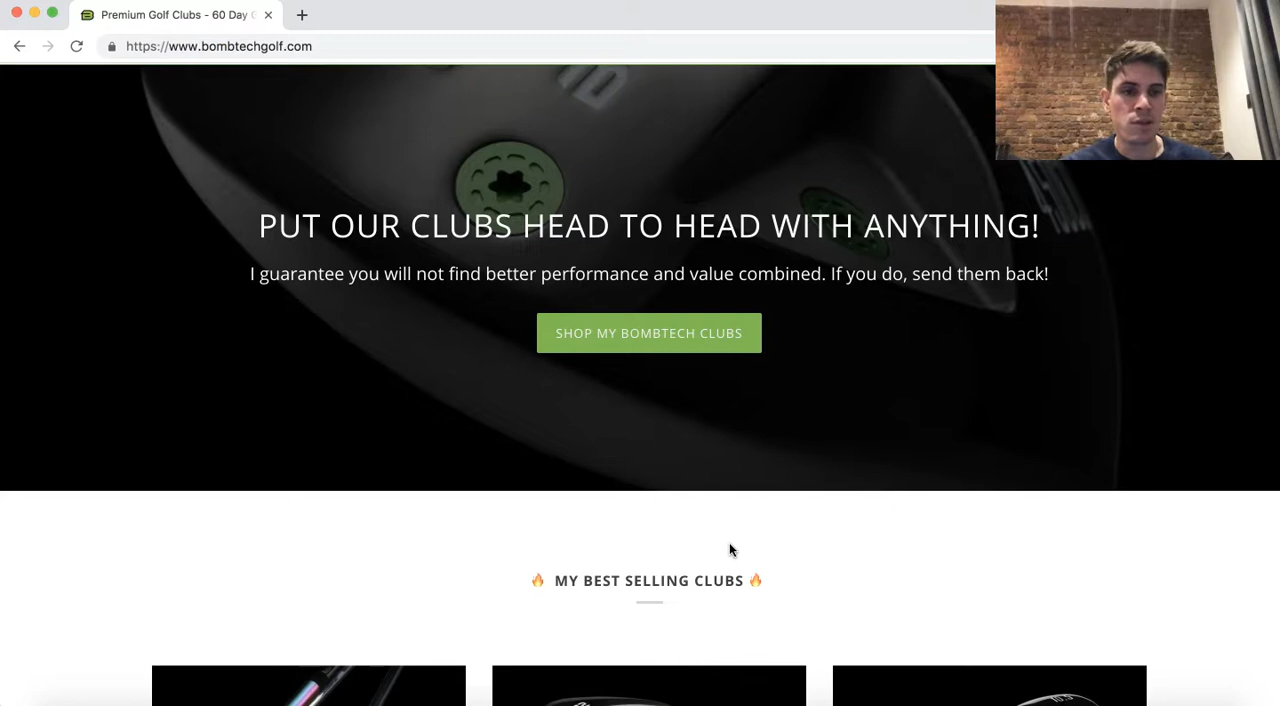 Premium Golf Clubs - 60 Day
https://www.bombtechgolf.com
PUT OUR CLUBS HEAD TO HEAD WITH ANYTHING!
I guarantee you will not find better performance and value combined. If you do, send them back!
SHOP MY BOMBTECH CLUBS
🔥 MY BEST SELLING CLUBS 🔥
10.5